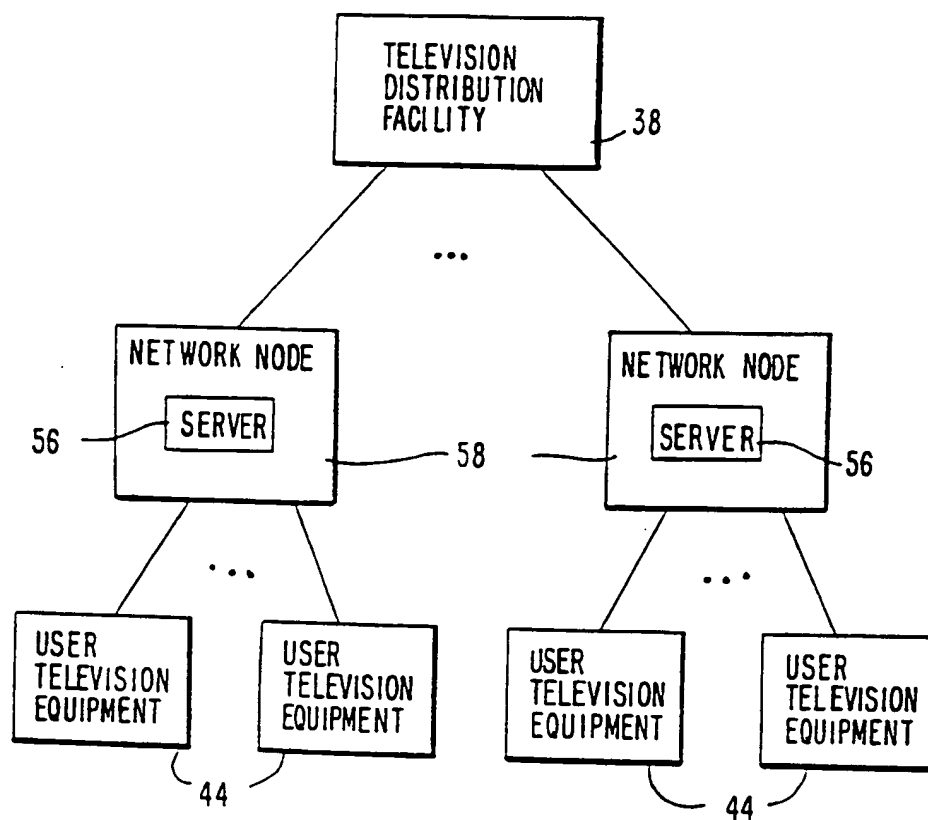 TELEVISION
DISTRIBUTION
FACILITY
38
...
NETWORK NODE
SERVER
56
58
NETWORK NODE
SERVER
56
...
...
USER
TELEVISION
EQUIPMENT
USER
TELEVISION
EQUIPMENT
44
USER
TELEVISION
EQUIPMENT
USER
TELEVISION
EQUIPMENT
44